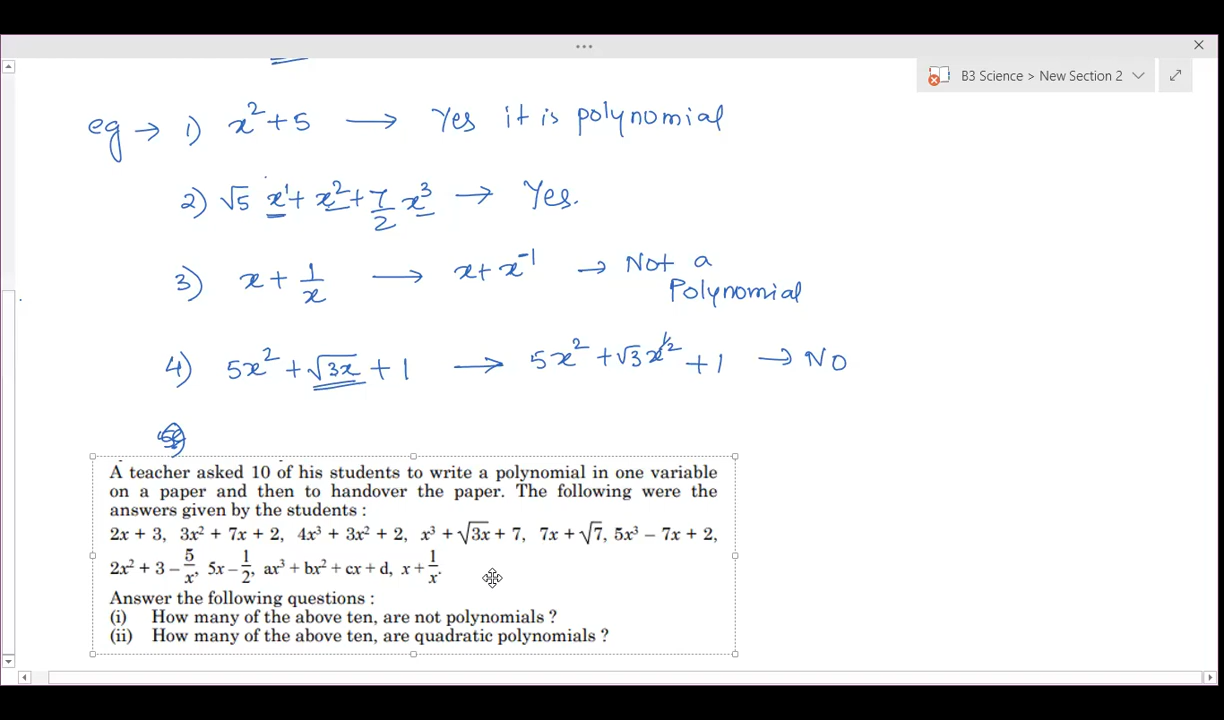 B3 Science > New Section 2
eg → 1) x² + 5 → Yes it is polynomial
2) √5 x¹ + x² + 7/2 x³ → Yes.
3) x + 1/x → x + x⁻¹ → Not a
Polynomial
4) 5x² + √3x + 1 → 5x² + √3 x^1/2 + 1 → NO
A teacher asked 10 of his students to write a polynomial in one variable
on a paper and then to handover the paper. The following were the
answers given by the students :
2x + 3, 3x² + 7x + 2, 4x³ + 3x² + 2, x³ + √3x + 7, 7x + √7, 5x³ – 7x + 2,
2x² + 3 – 5/x, 5x – 1/2, ax³ + bx² + cx + d, x + 1/x.
Answer the following questions :
(i) How many of the above ten, are not polynomials ?
(ii) How many of the above ten, are quadratic polynomials ?